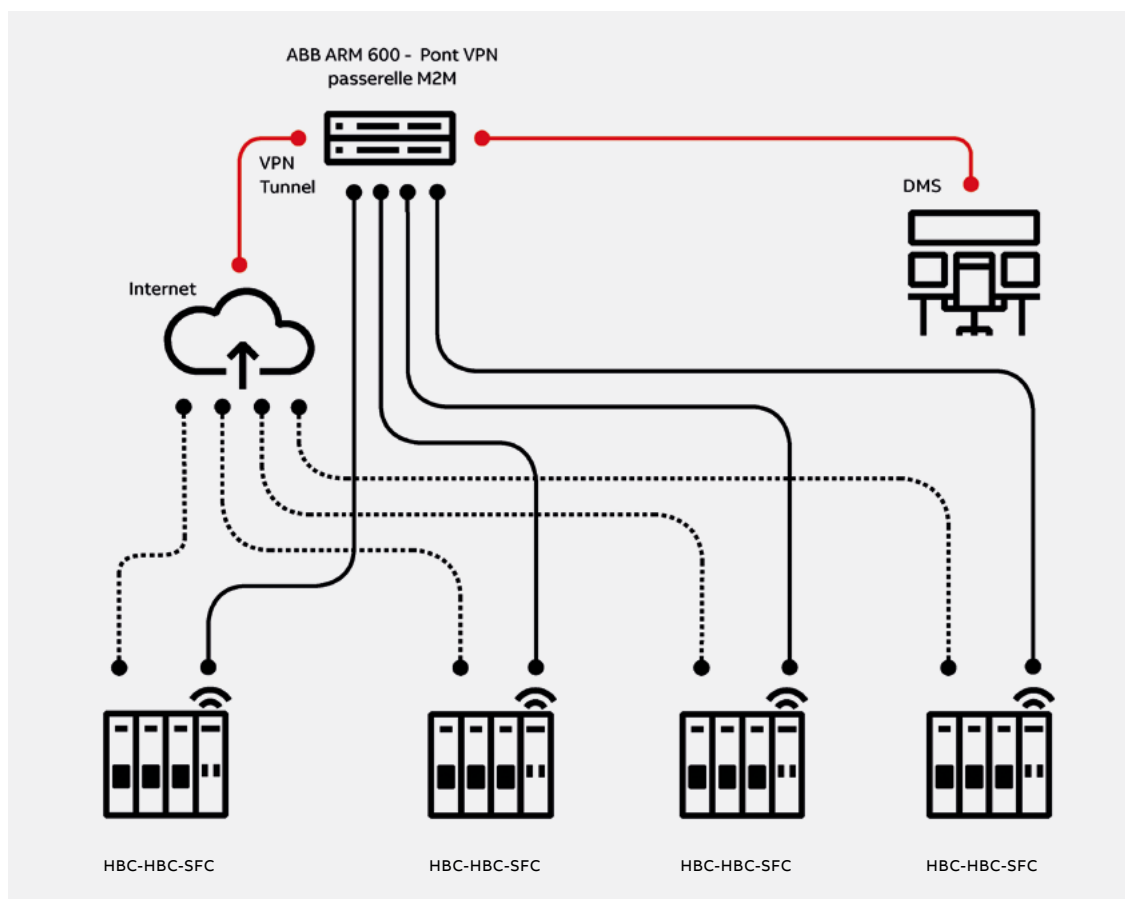 ABB ARM 600 - Pont VPN
passerelle M2M
VPN
Tunnel
DMS
Internet
HBC-HBC-SFC
HBC-HBC-SFC
HBC-HBC-SFC
HBC-HBC-SFC